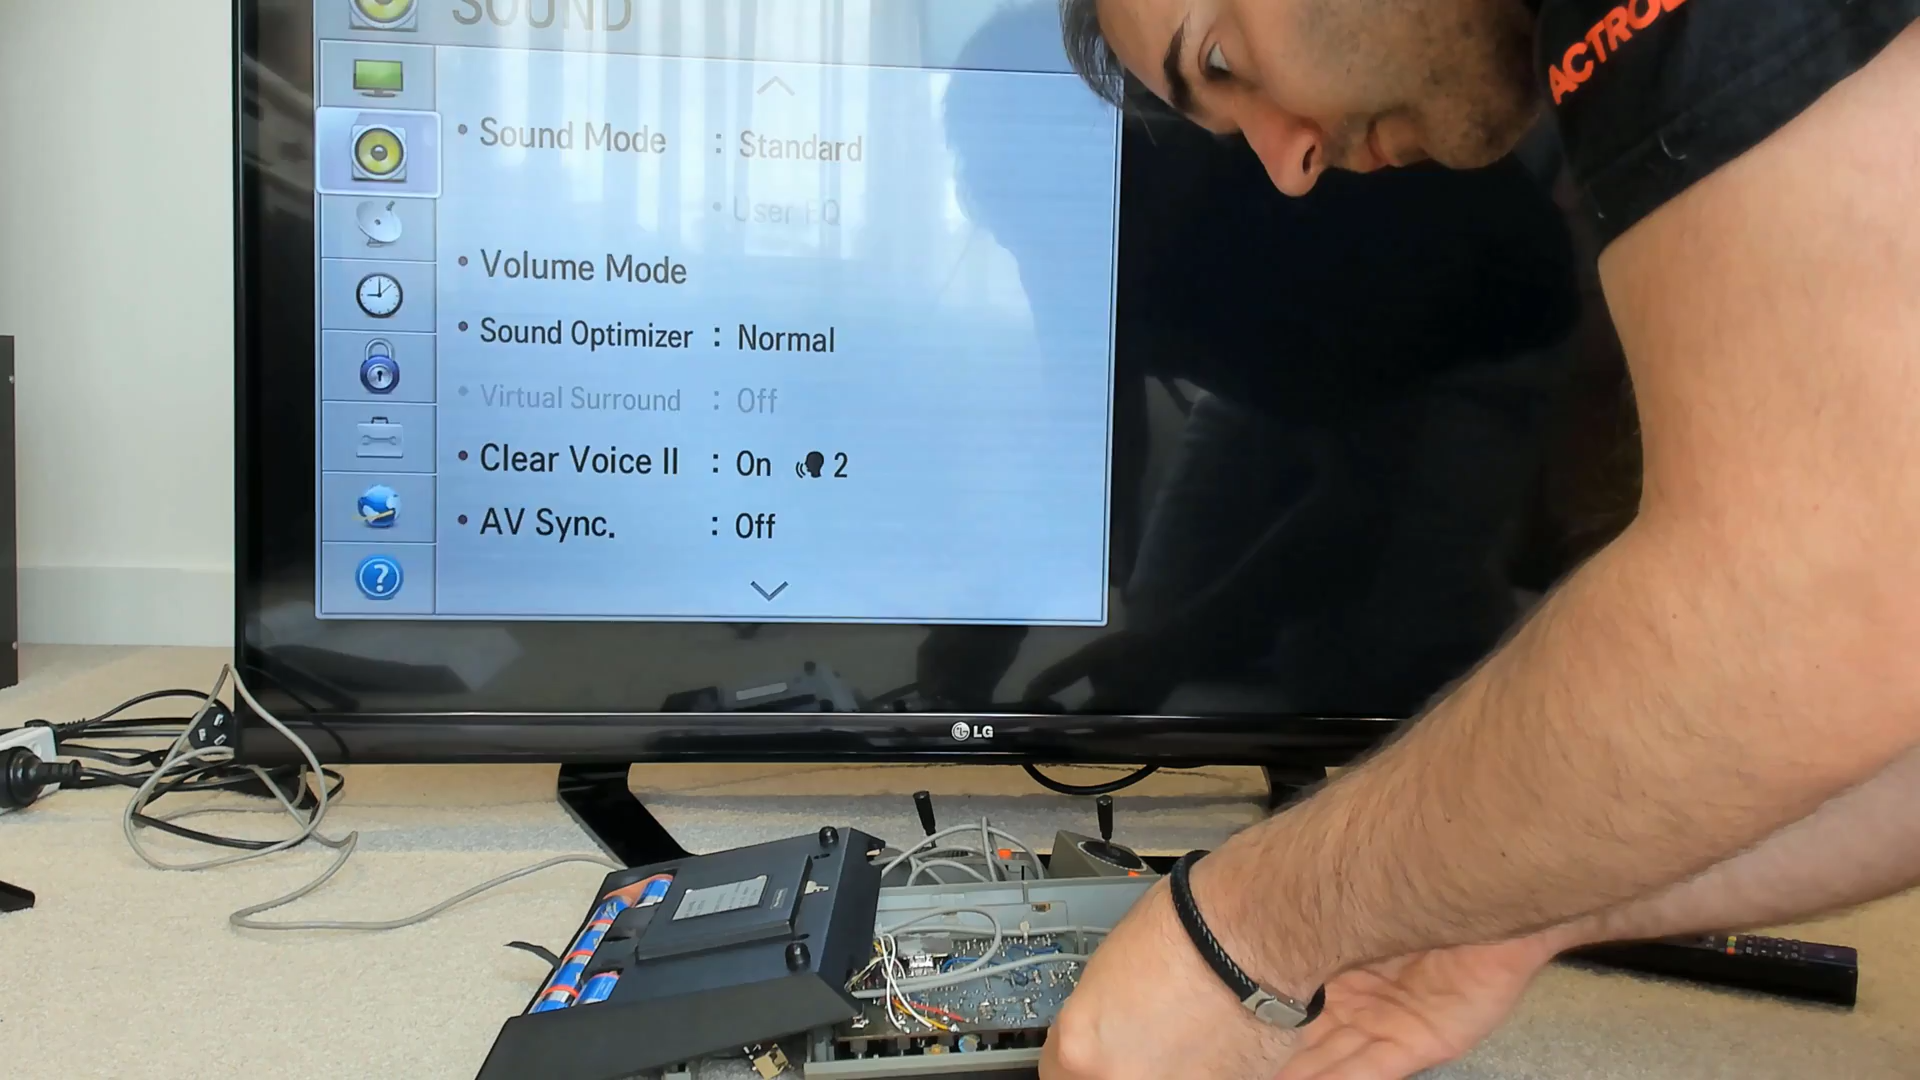 SOUND
• Sound Mode : Standard
• User EQ
• Volume Mode
• Sound Optimizer : Normal
• Virtual Surround : Off
• Clear Voice II : On 2
• AV Sync. : Off
?
LG